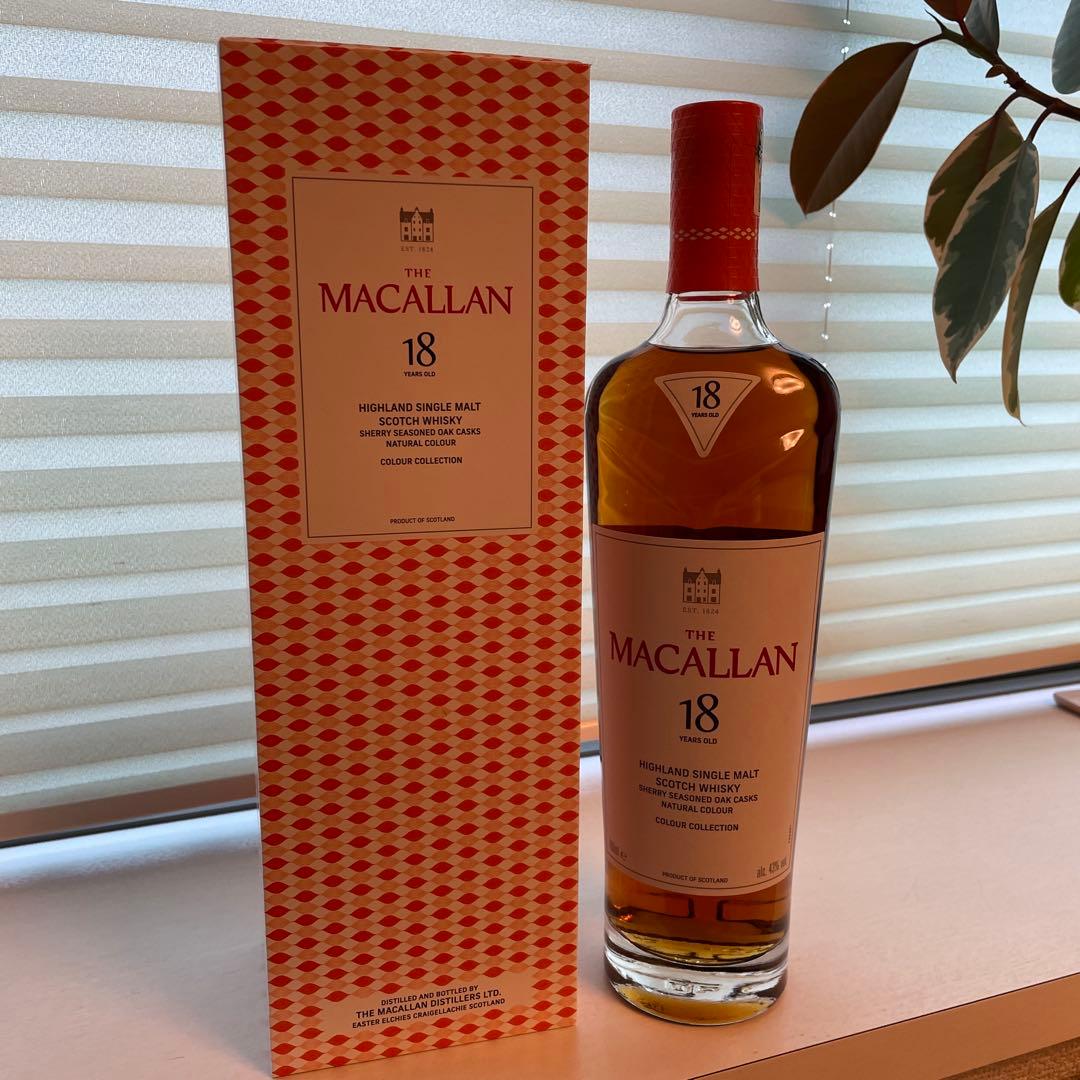 EST. 1824
THE
MACALLAN
18
YEARS OLD
HIGHLAND SINGLE MALT
SCOTCH WHISKY
SHERRY SEASONED OAK CASKS
NATURAL COLOUR
COLOUR COLLECTION
PRODUCT OF SCOTLAND
DISTILLED AND BOTTLED BY
THE MACALLAN DISTILLERS LTD.
EASTER ELCHIES CRAIGELLACHIE SCOTLAND
18
YEARS OLD
EST. 1824
THE
MACALLAN
18
YEARS OLD
HIGHLAND SINGLE MALT
SCOTCH WHISKY
SHERRY SEASONED OAK CASKS
NATURAL COLOUR
COLOUR COLLECTION
alc. 43% vol
PRODUCT OF SCOTLAND